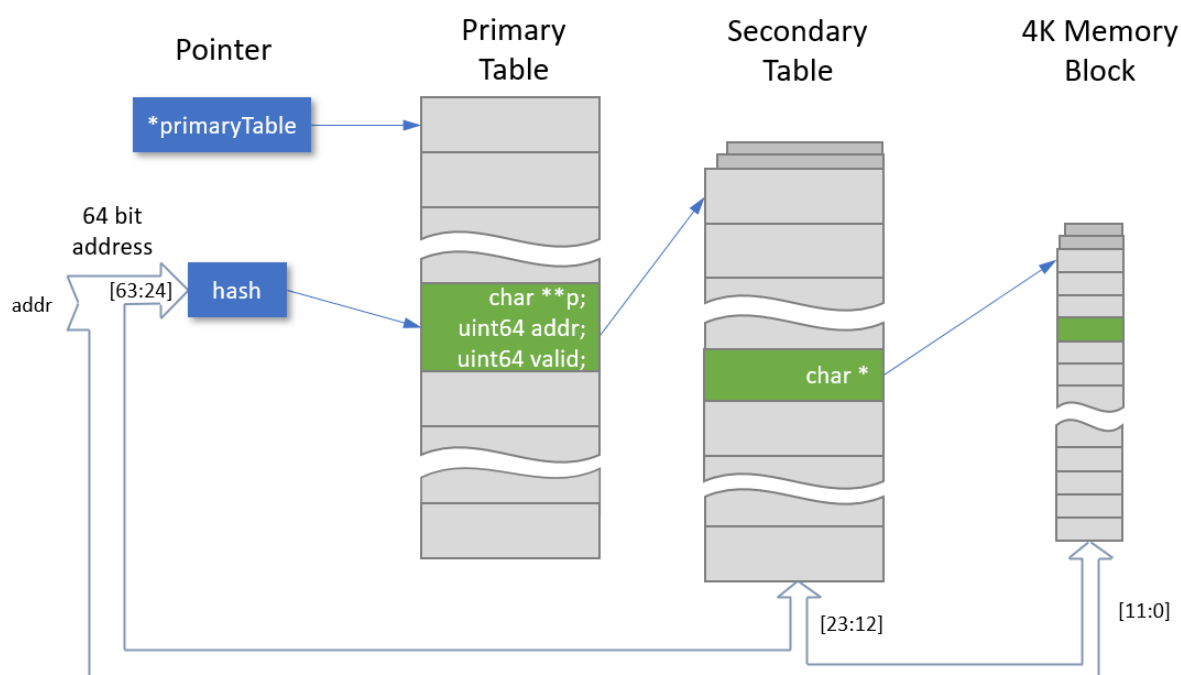 Pointer
Primary
Table
Secondary
Table
4K Memory
Block
*primaryTable
64 bit
address
addr
[63:24]
hash
char **p;
uint64 addr;
uint64 valid;
char *
[23:12]
[11:0]